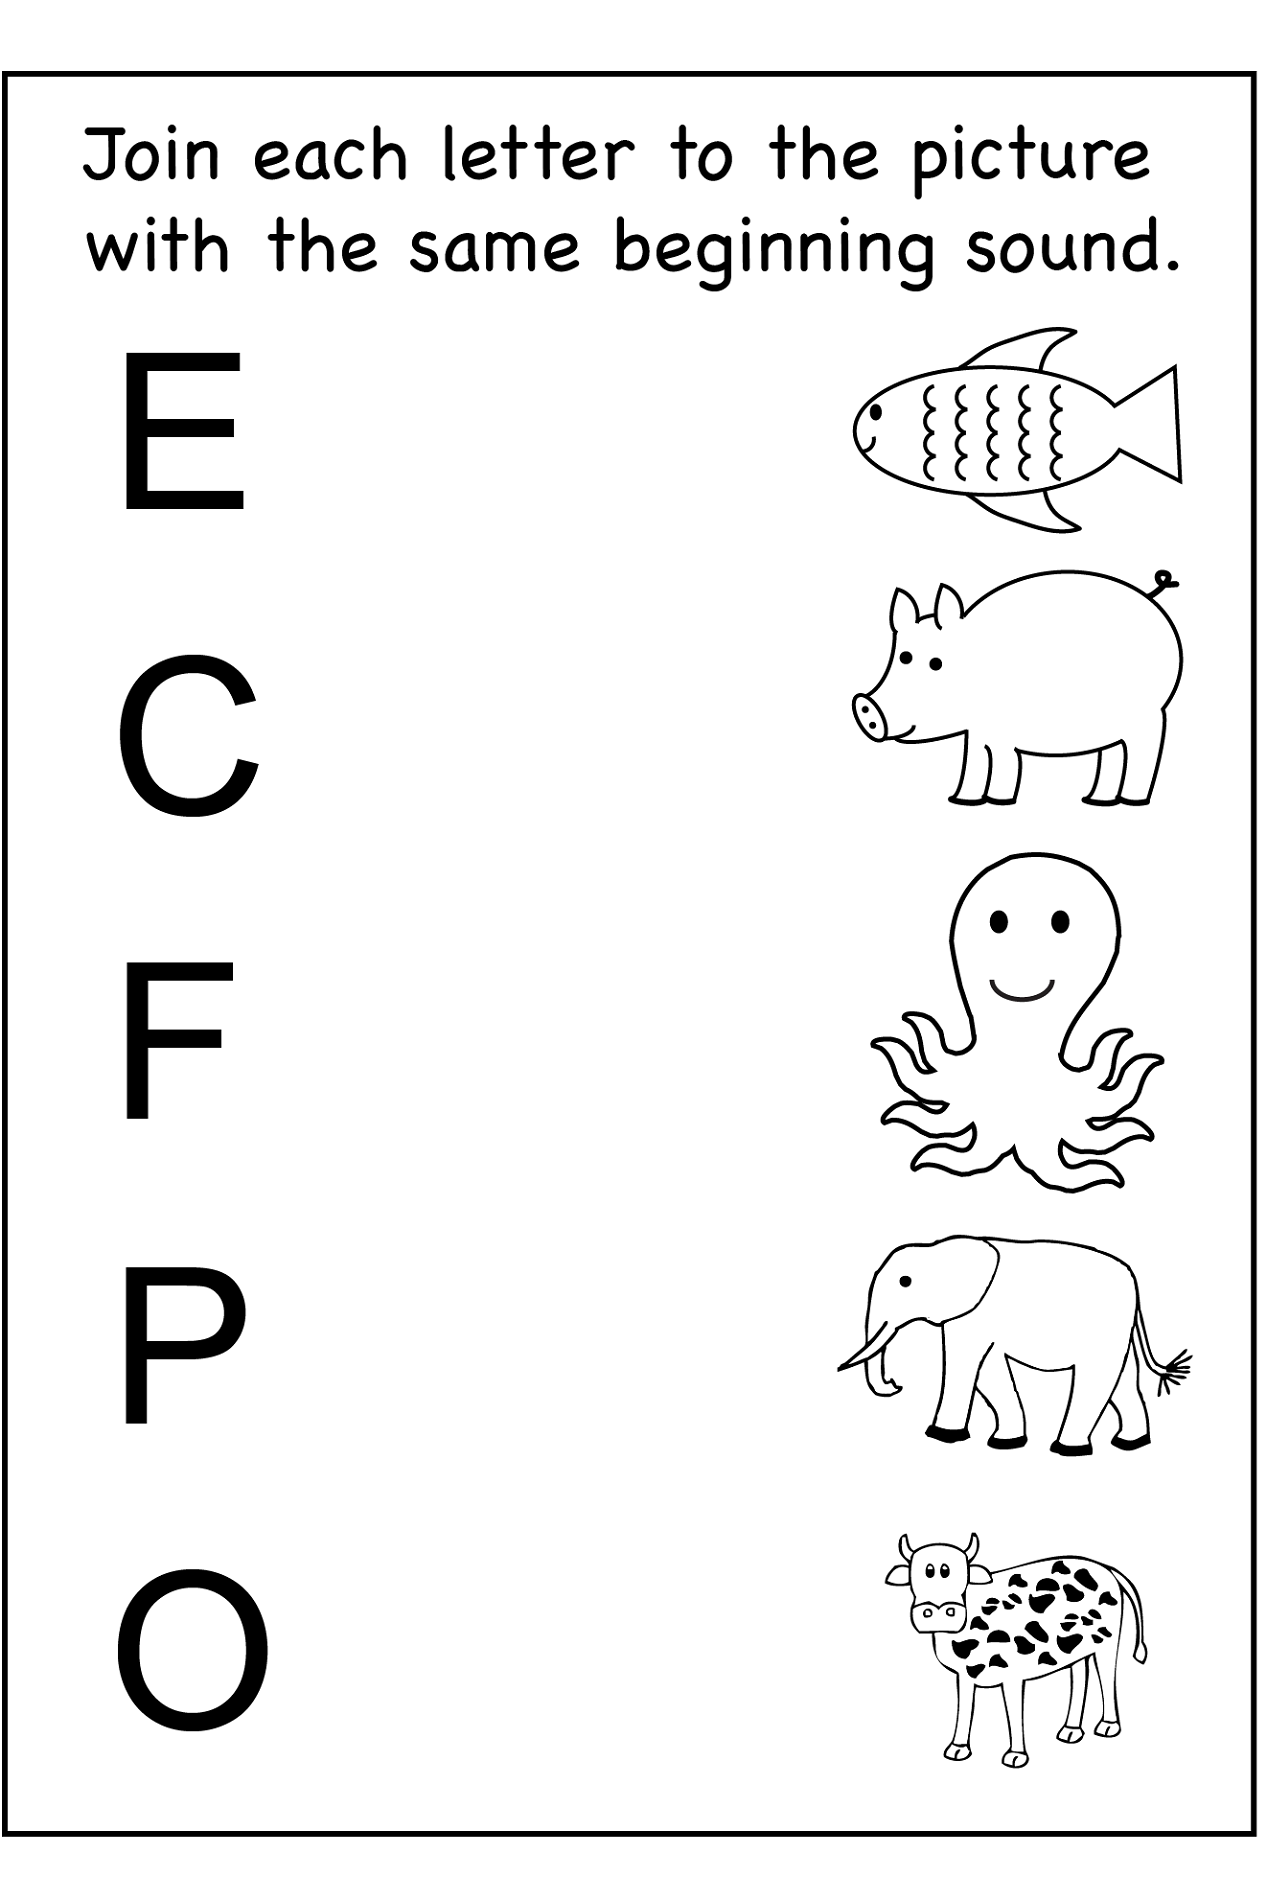 Join each letter to the picture
with the same beginning sound.
E
C
F
P
O